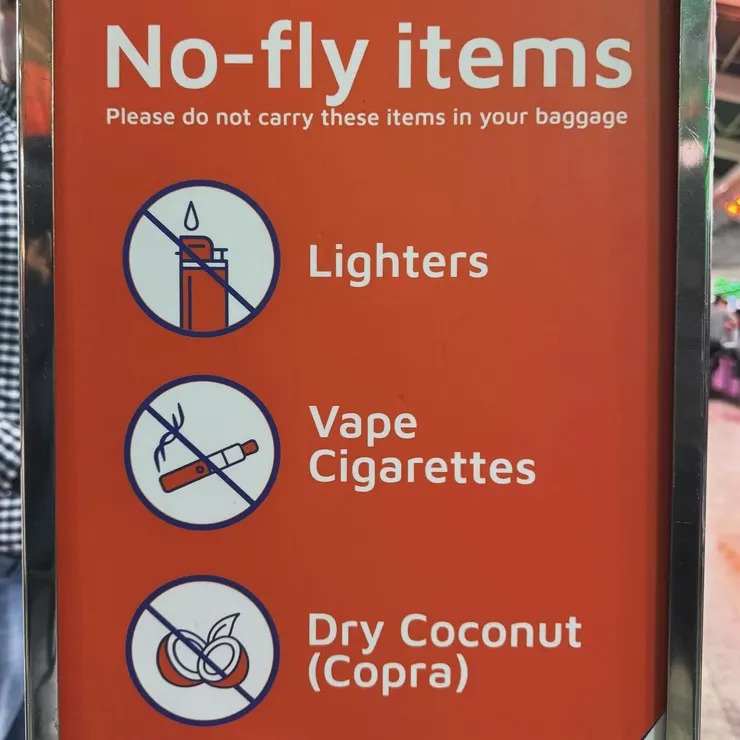 No-fly items
Please do not carry these items in your baggage
Lighters
Vape
Cigarettes
Dry Coconut
(Copra)